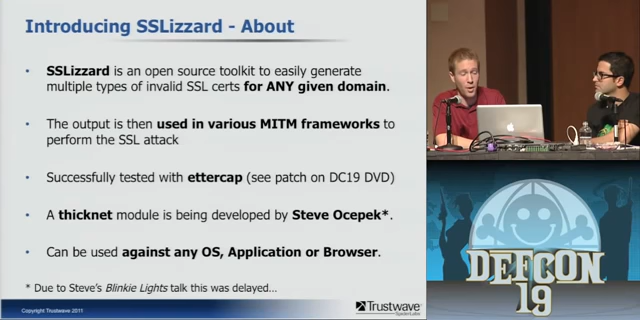 Introducing SSLizzard - About
• SSLizzard is an open source toolkit to easily generate
multiple types of invalid SSL certs for ANY given domain.
• The output is then used in various MITM frameworks to
perform the SSL attack
• Successfully tested with ettercap (see patch on DC19 DVD)
• A thicknet module is being developed by Steve Ocepek*.
• Can be used against any OS, Application or Browser.
* Due to Steve's Blinkie Lights talk this was delayed...
Copyright Trustwave 2011
Trustwave
SpiderLabs
DEFCON
19